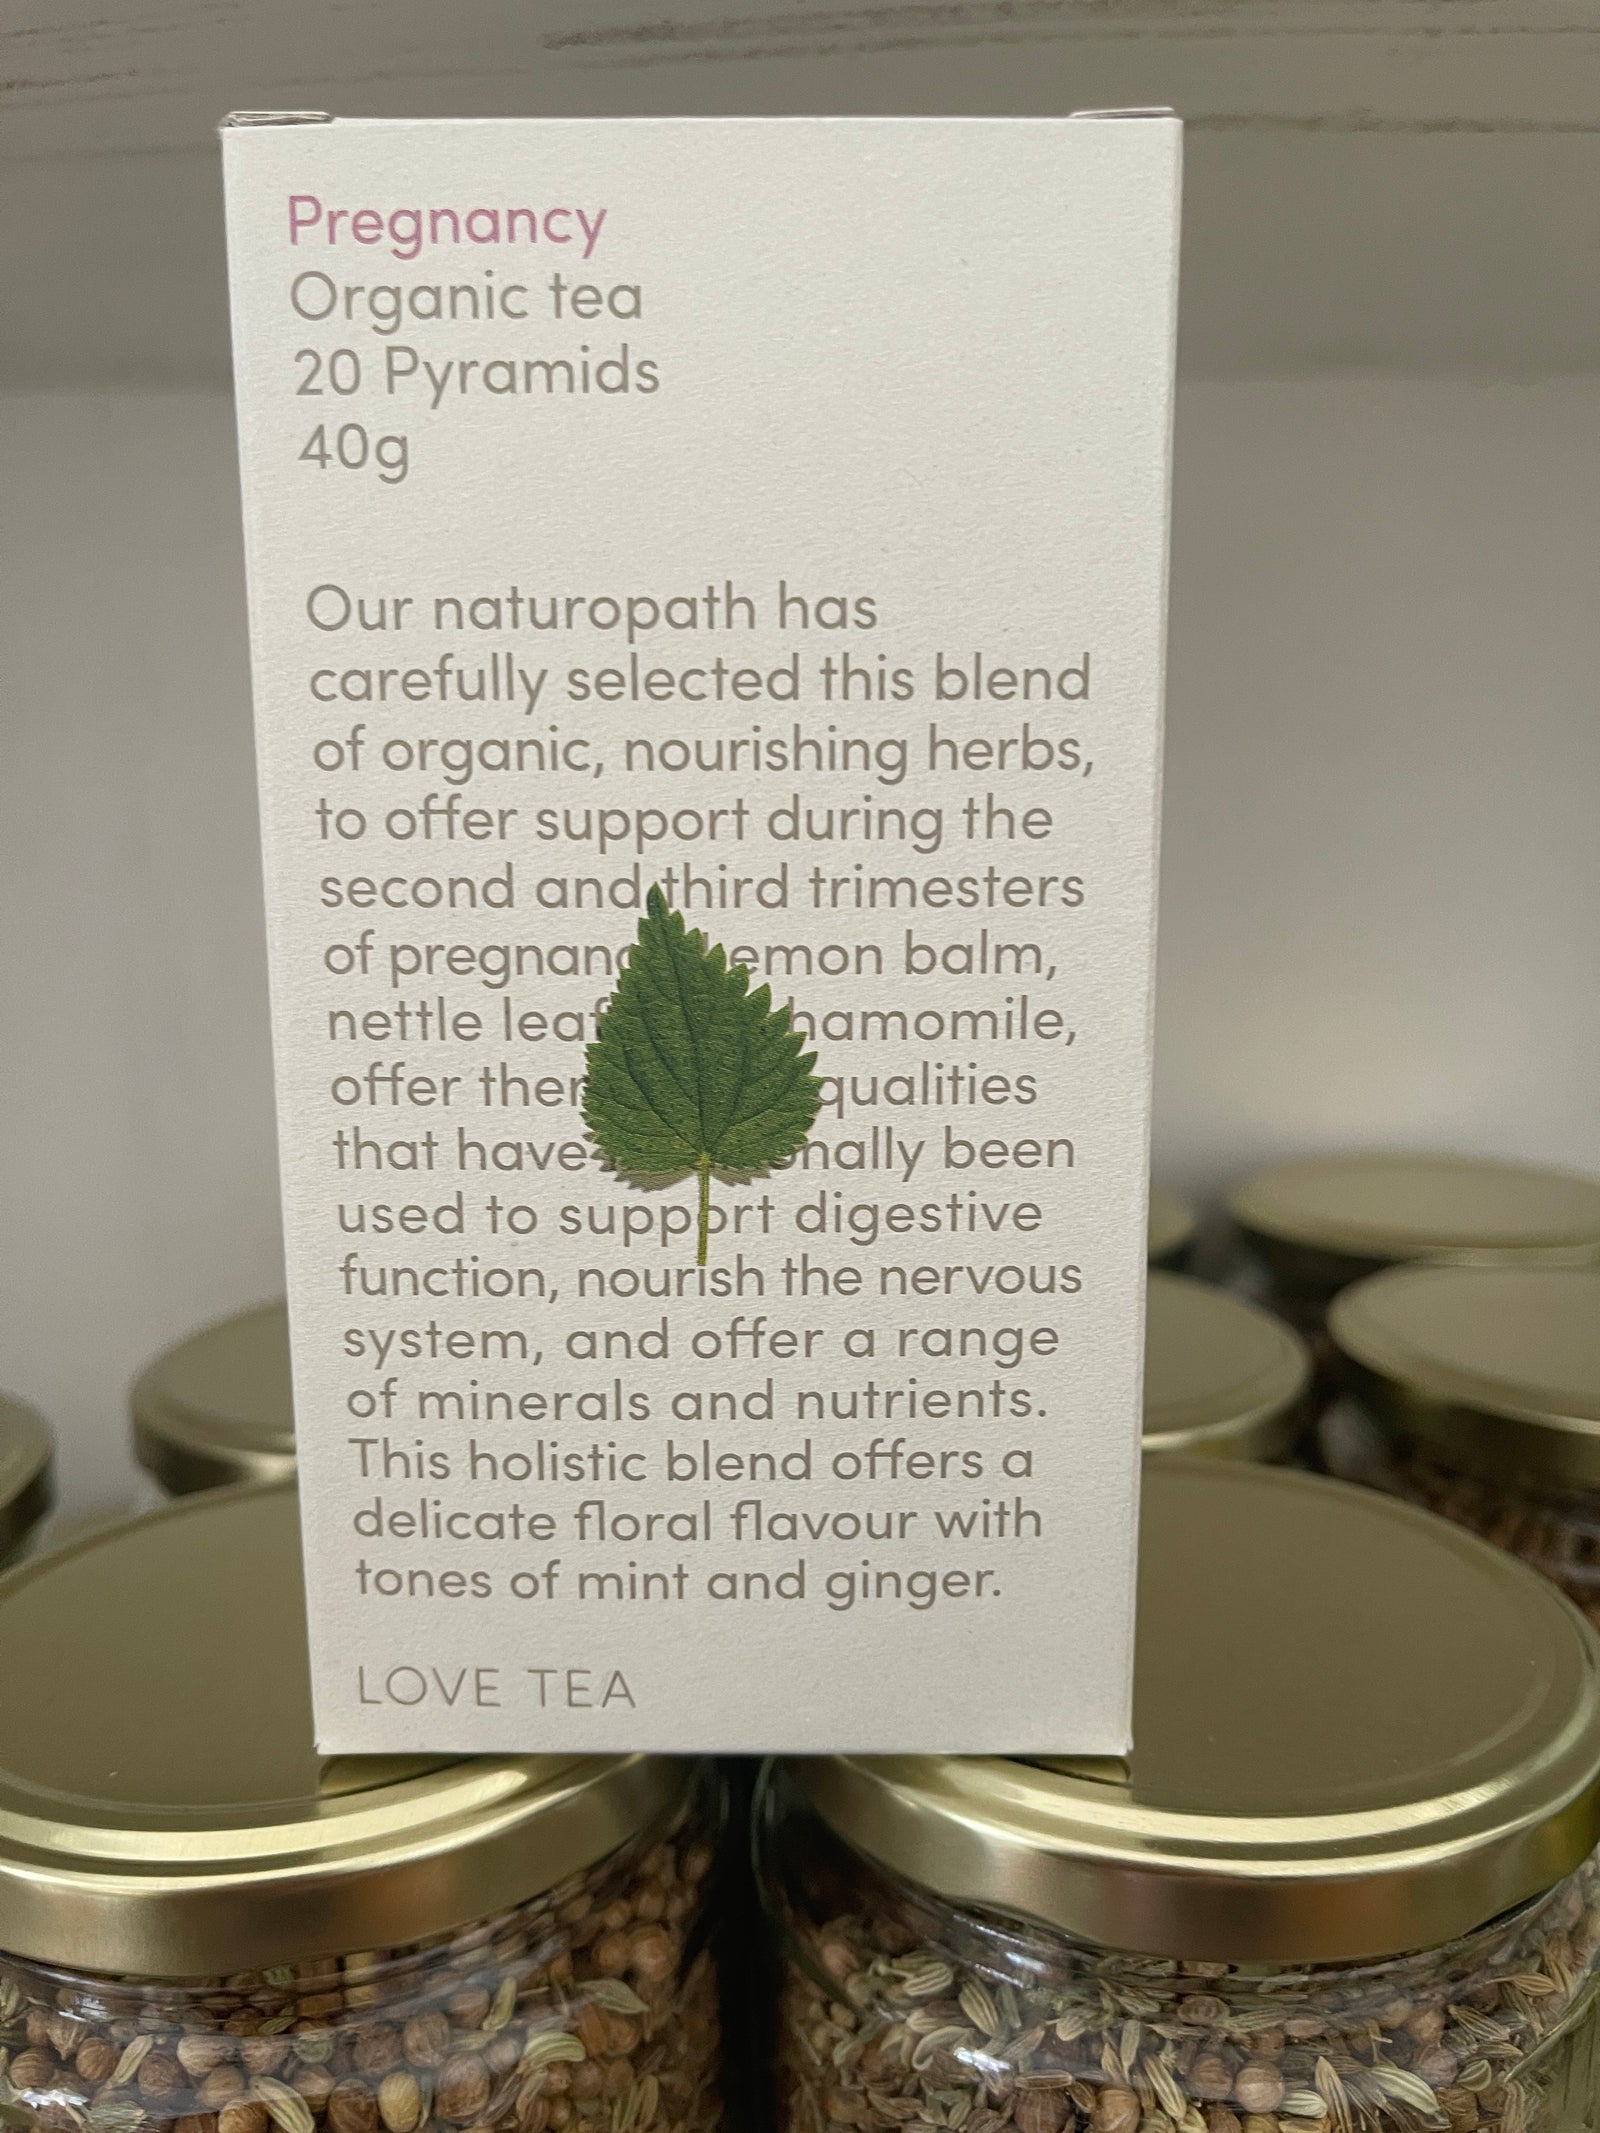 Pregnancy
Organic tea
20 Pyramids
40g
Our naturopath has
carefully selected this blend
of organic, nourishing herbs,
to offer support during the
second and third trimesters
of balm,
nettle
offer qualities
that have been
used to support digestive
function, nourish the nervous
system, and offer a range
of minerals and nutrients.
This holistic blend offers a
delicate floral flavour with
tones of mint and ginger.
LOVE TEA